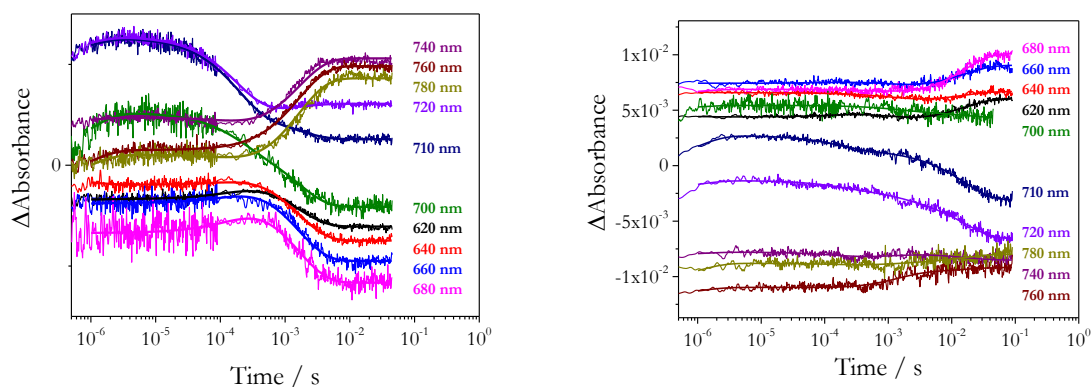 740 nm
760 nm
780 nm
720 nm
710 nm
700 nm
620 nm
640 nm
660 nm
680 nm
0
ΔAbsorbance
10⁻⁶ 10⁻⁵ 10⁻⁴ 10⁻³ 10⁻² 10⁻¹ 10⁰
Time / s
680 nm
660 nm
640 nm
620 nm
700 nm
710 nm
720 nm
780 nm
740 nm
760 nm
1x10⁻²
5x10⁻³
0
-5x10⁻³
-1x10⁻²
ΔAbsorbance
10⁻⁶ 10⁻⁵ 10⁻⁴ 10⁻³ 10⁻² 10⁻¹ 10⁰
Time / s